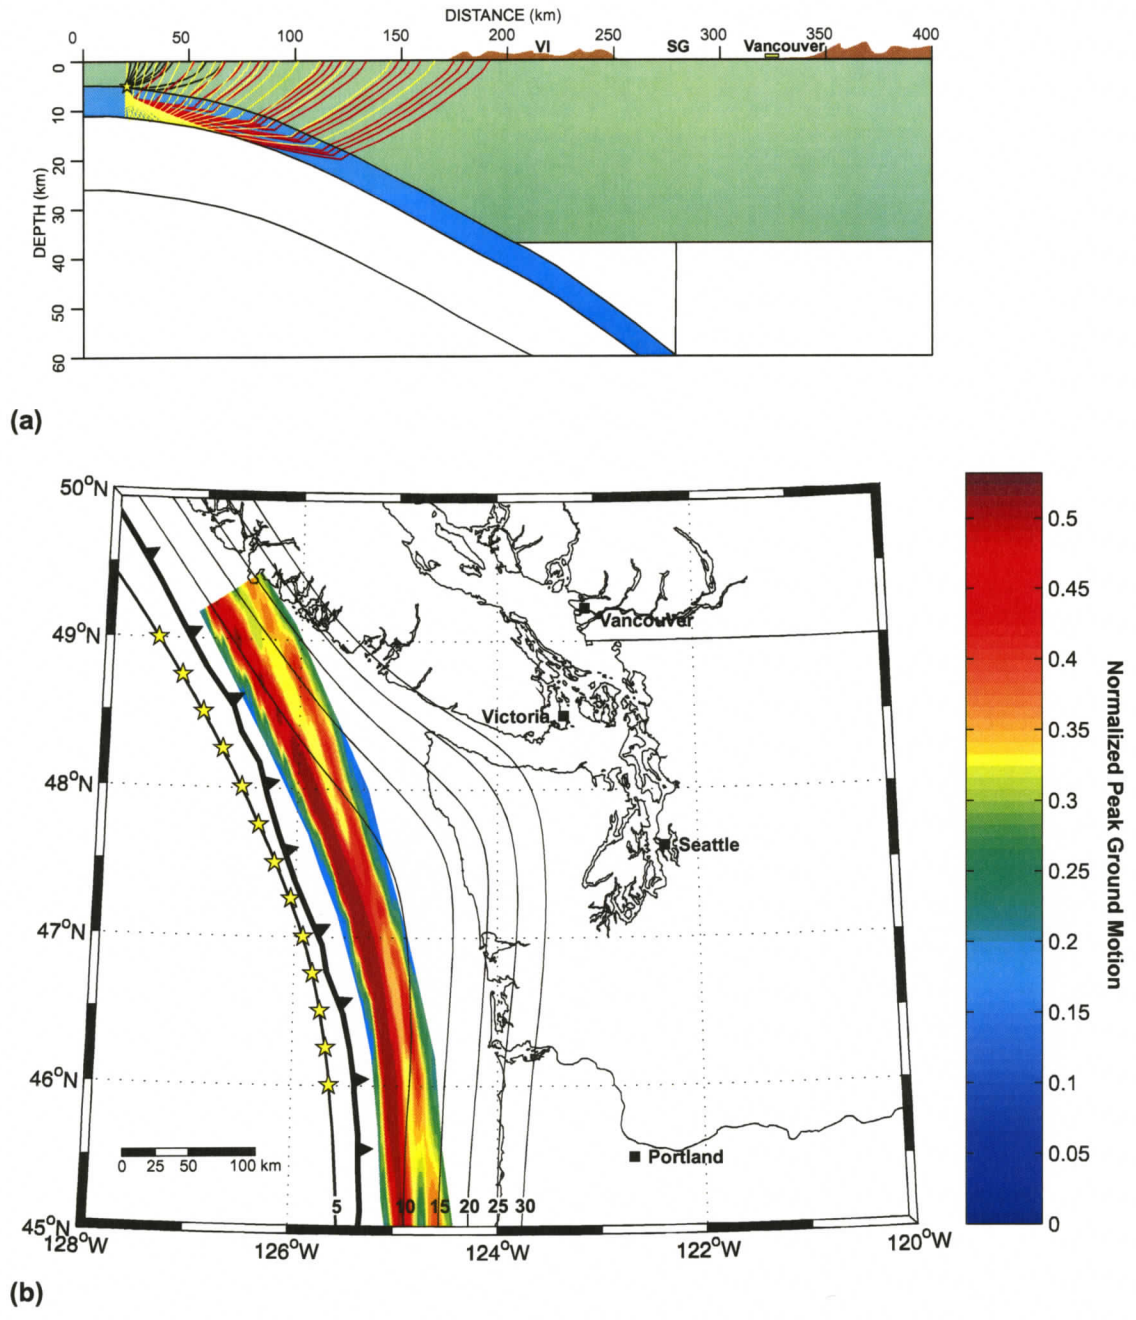 DISTANCE (km)
0 50 100 150 200 250 300 350 400
VI SG Vancouver
0
10
20
30
40
50
60
DEPTH (km)
(a)
50°N
49°N
48°N
47°N
46°N
45°N
Vancouver
Victoria
Seattle
Portland
0 25 50 100 km
5 10 15 20 25 30
128°W 126°W 124°W 122°W 120°W
0.5
0.45
0.4
0.35
0.3
0.25
0.2
0.15
0.1
0.05
0
Normalized Peak Ground Motion
(b)